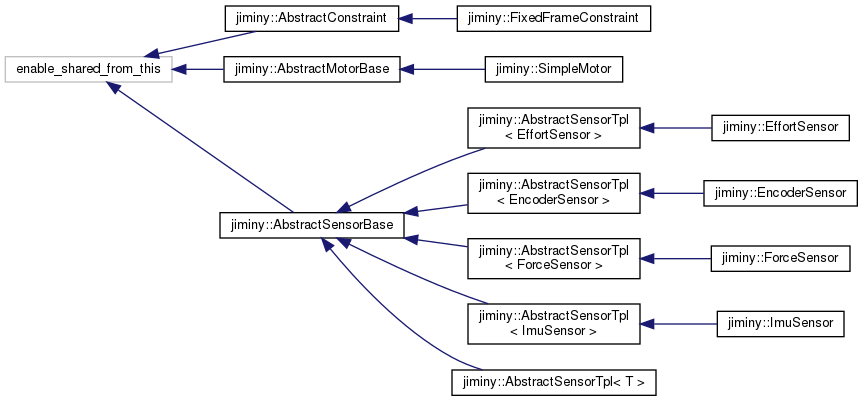 enable_shared_from_this
jiminy::AbstractConstraint
jiminy::FixedFrameConstraint
jiminy::AbstractMotorBase
jiminy::SimpleMotor
jiminy::AbstractSensorBase
jiminy::AbstractSensorTpl
< EffortSensor >
jiminy::EffortSensor
jiminy::AbstractSensorTpl
< EncoderSensor >
jiminy::EncoderSensor
jiminy::AbstractSensorTpl
< ForceSensor >
jiminy::ForceSensor
jiminy::AbstractSensorTpl
< ImuSensor >
jiminy::ImuSensor
jiminy::AbstractSensorTpl< T >